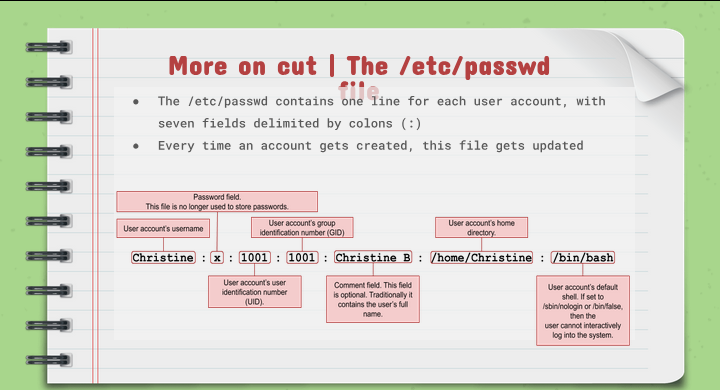 More on cut | The /etc/passwd
file
● The /etc/passwd contains one line for each user account, with
seven fields delimited by colons (:)
● Every time an account gets created, this file gets updated
Password field.
This file is no longer used to store passwords.
User account's username
User account's group
identification number (GID)
User account's home
directory.
Christine : x : 1001 : 1001 : Christine B : /home/Christine : /bin/bash
User account's user
identification number
(UID).
Comment field. This field
is optional. Traditionally it
contains the user's full
name.
User account's default
shell. If set to
/sbin/nologin or /bin/false,
then the
user cannot interactively
log into the system.